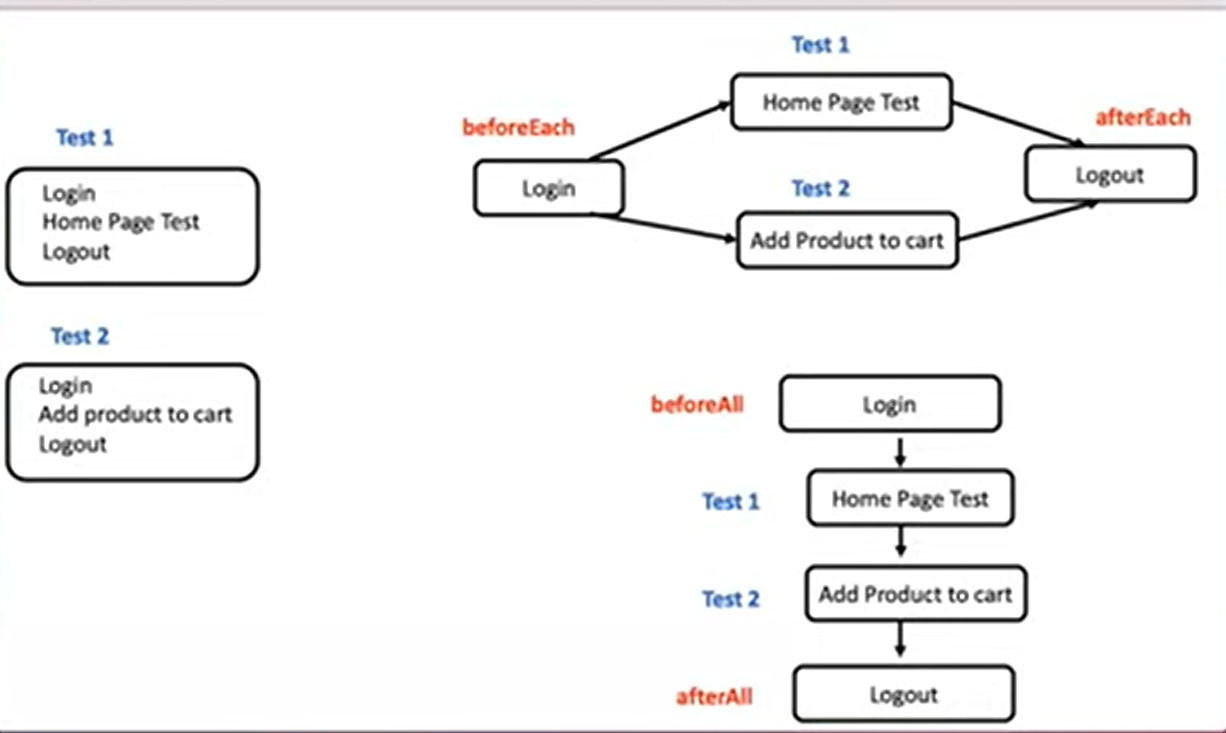 Test 1
Login
Home Page Test
Logout
Test 2
Login
Add product to cart
Logout
Test 1
beforeEach
Home Page Test
afterEach
Login
Test 2
Logout
Add Product to cart
beforeAll
Login
Test 1
Home Page Test
Test 2
Add Product to cart
afterAll
Logout